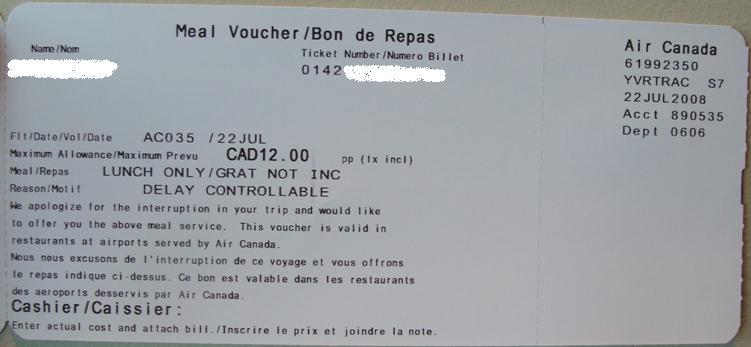 Meal Voucher/Bon de Repas
Name/Nom
Ticket Number/Numero Billet
0142
Air Canada
61992350
YVRTRAC S7
22JUL2008
Acct 890535
Dept 0606
Flt/Date/Vol/Date AC035 /22JUL
Maximum Allowance/Maximum Prevu CAD12.00 pp (tx incl)
Meal/Repas LUNCH ONLY/GRAT NOT INC
Reason/Motif DELAY CONTROLLABLE
We apologize for the interruption in your trip and would like
to offer you the above meal service. This voucher is valid in
restaurants at airports served by Air Canada.
Nous nous excusons de l'interruption de ce voyage et vous offrons
le repas indique ci-dessus. Ce bon est valable dans les restaurants
des aeroports desservis par Air Canada.
Cashier/Caissier:
Enter actual cost and attach bill./Inscrire le prix et joindre la note.